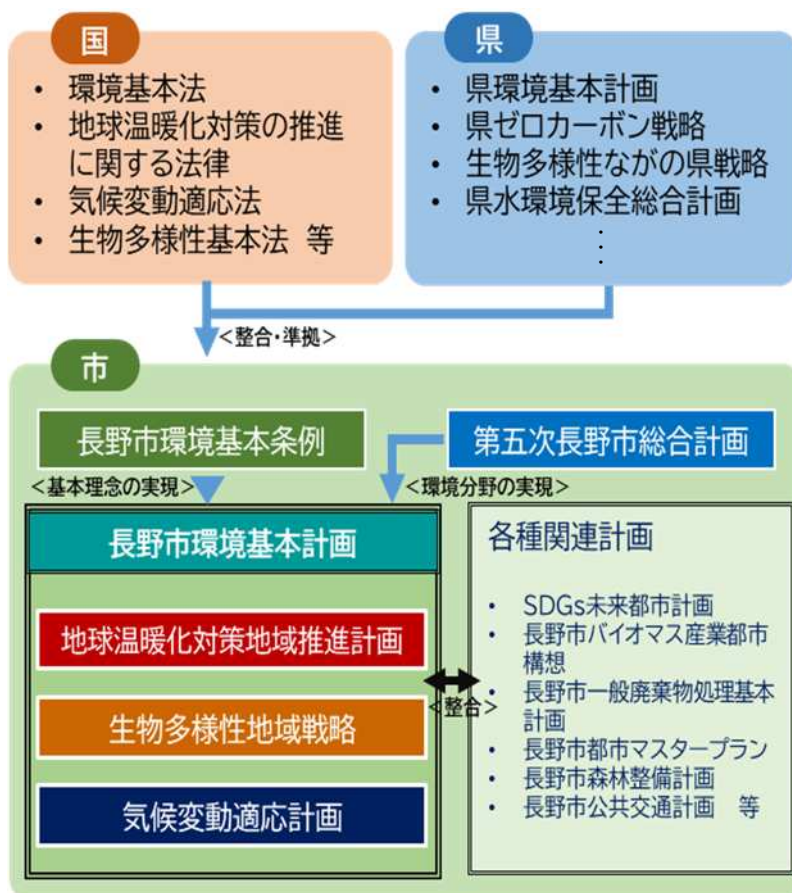 国
・ 環境基本法
・ 地球温暖化対策の推進
に関する法律
・ 気候変動適応法
・ 生物多様性基本法 等
県
・ 県環境基本計画
・ 県ゼロカーボン戦略
・ 生物多様性ながの県戦略
・ 県水環境保全総合計画
⋮
<整合・準拠>
市
長野市環境基本条例
第五次長野市総合計画
<基本理念の実現>
<環境分野の実現>
長野市環境基本計画
地球温暖化対策地域推進計画
生物多様性地域戦略
気候変動適応計画
<整合>
各種関連計画
・ SDGs未来都市計画
・ 長野市バイオマス産業都市
構想
・ 長野市一般廃棄物処理基本
計画
・ 長野市都市マスタープラン
・ 長野市森林整備計画
・ 長野市公共交通計画 等